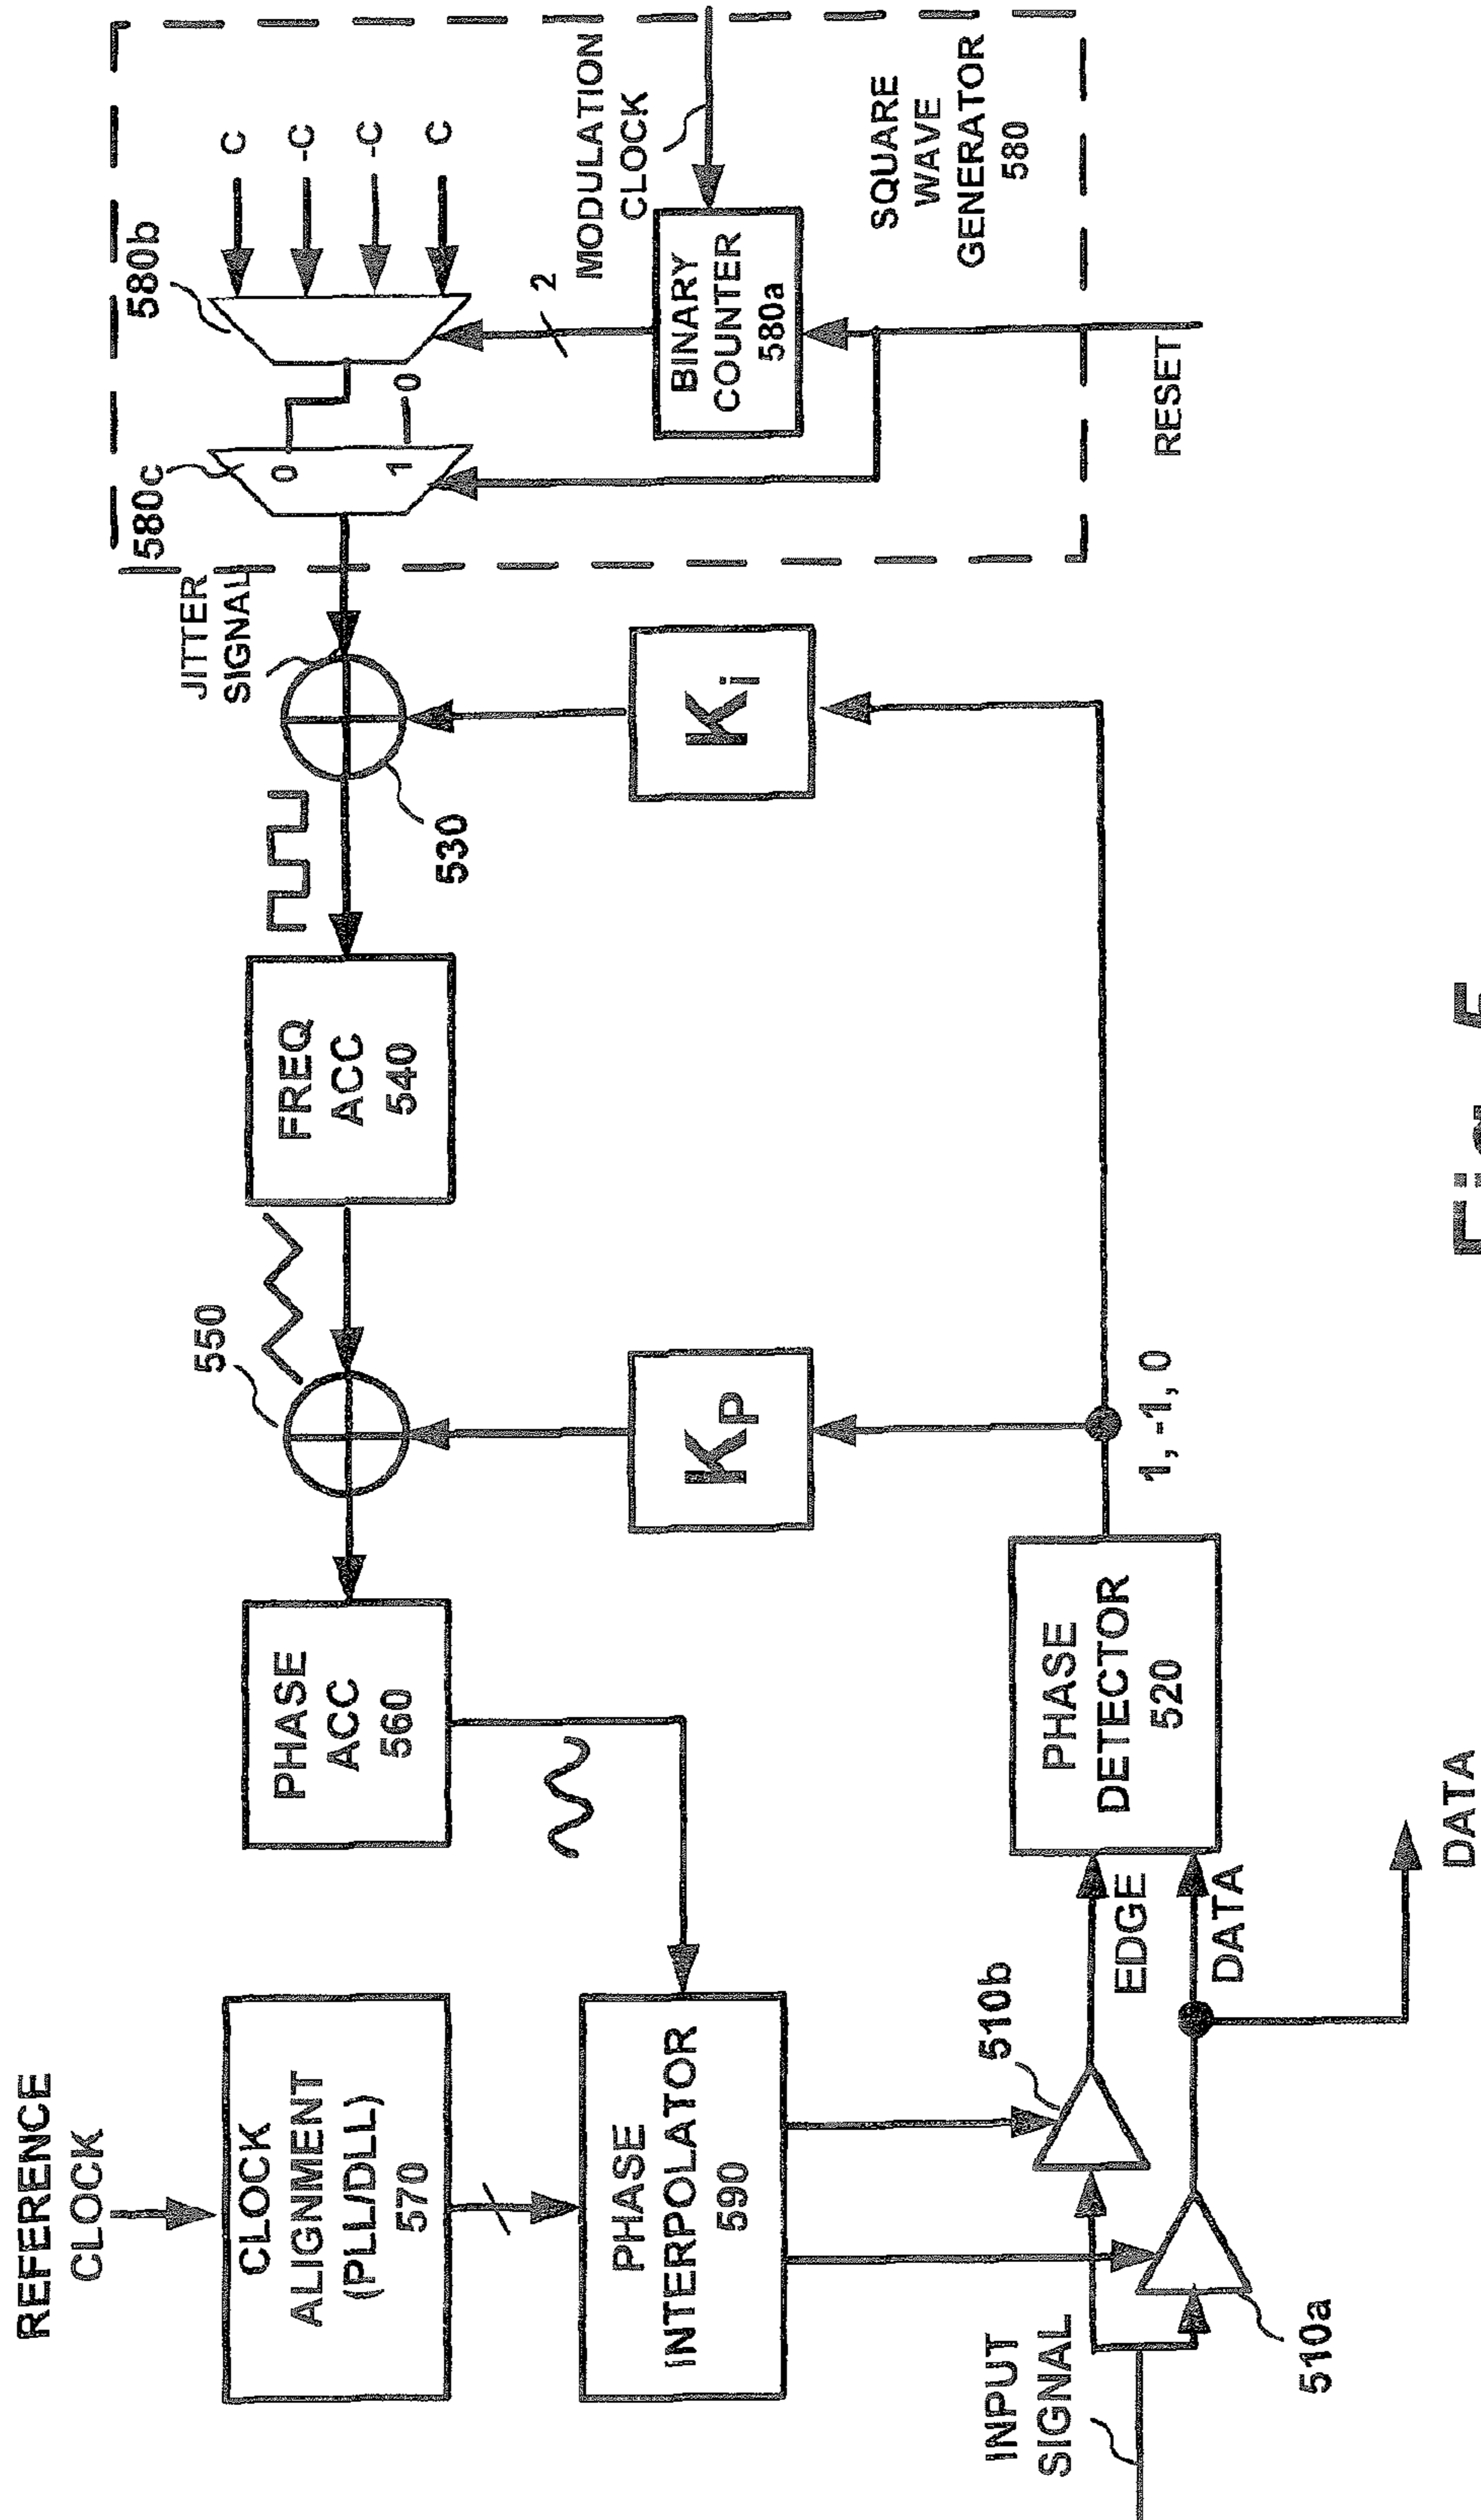 REFERENCE
CLOCK
CLOCK
ALIGNMENT
(PLL/DLL)
570
PHASE
INTERPOLATOR
590
INPUT
SIGNAL
510a
510b
EDGE
DATA
DATA
PHASE
DETECTOR
520
1, -1, 0
PHASE
ACC
560
550
KP
FREQ
ACC
540
530
Ki
JITTER
SIGNAL
580c
0
1
0
580b
C
-C
-C
C
2
MODULATION
CLOCK
BINARY
COUNTER
580a
SQUARE
WAVE
GENERATOR
580
RESET